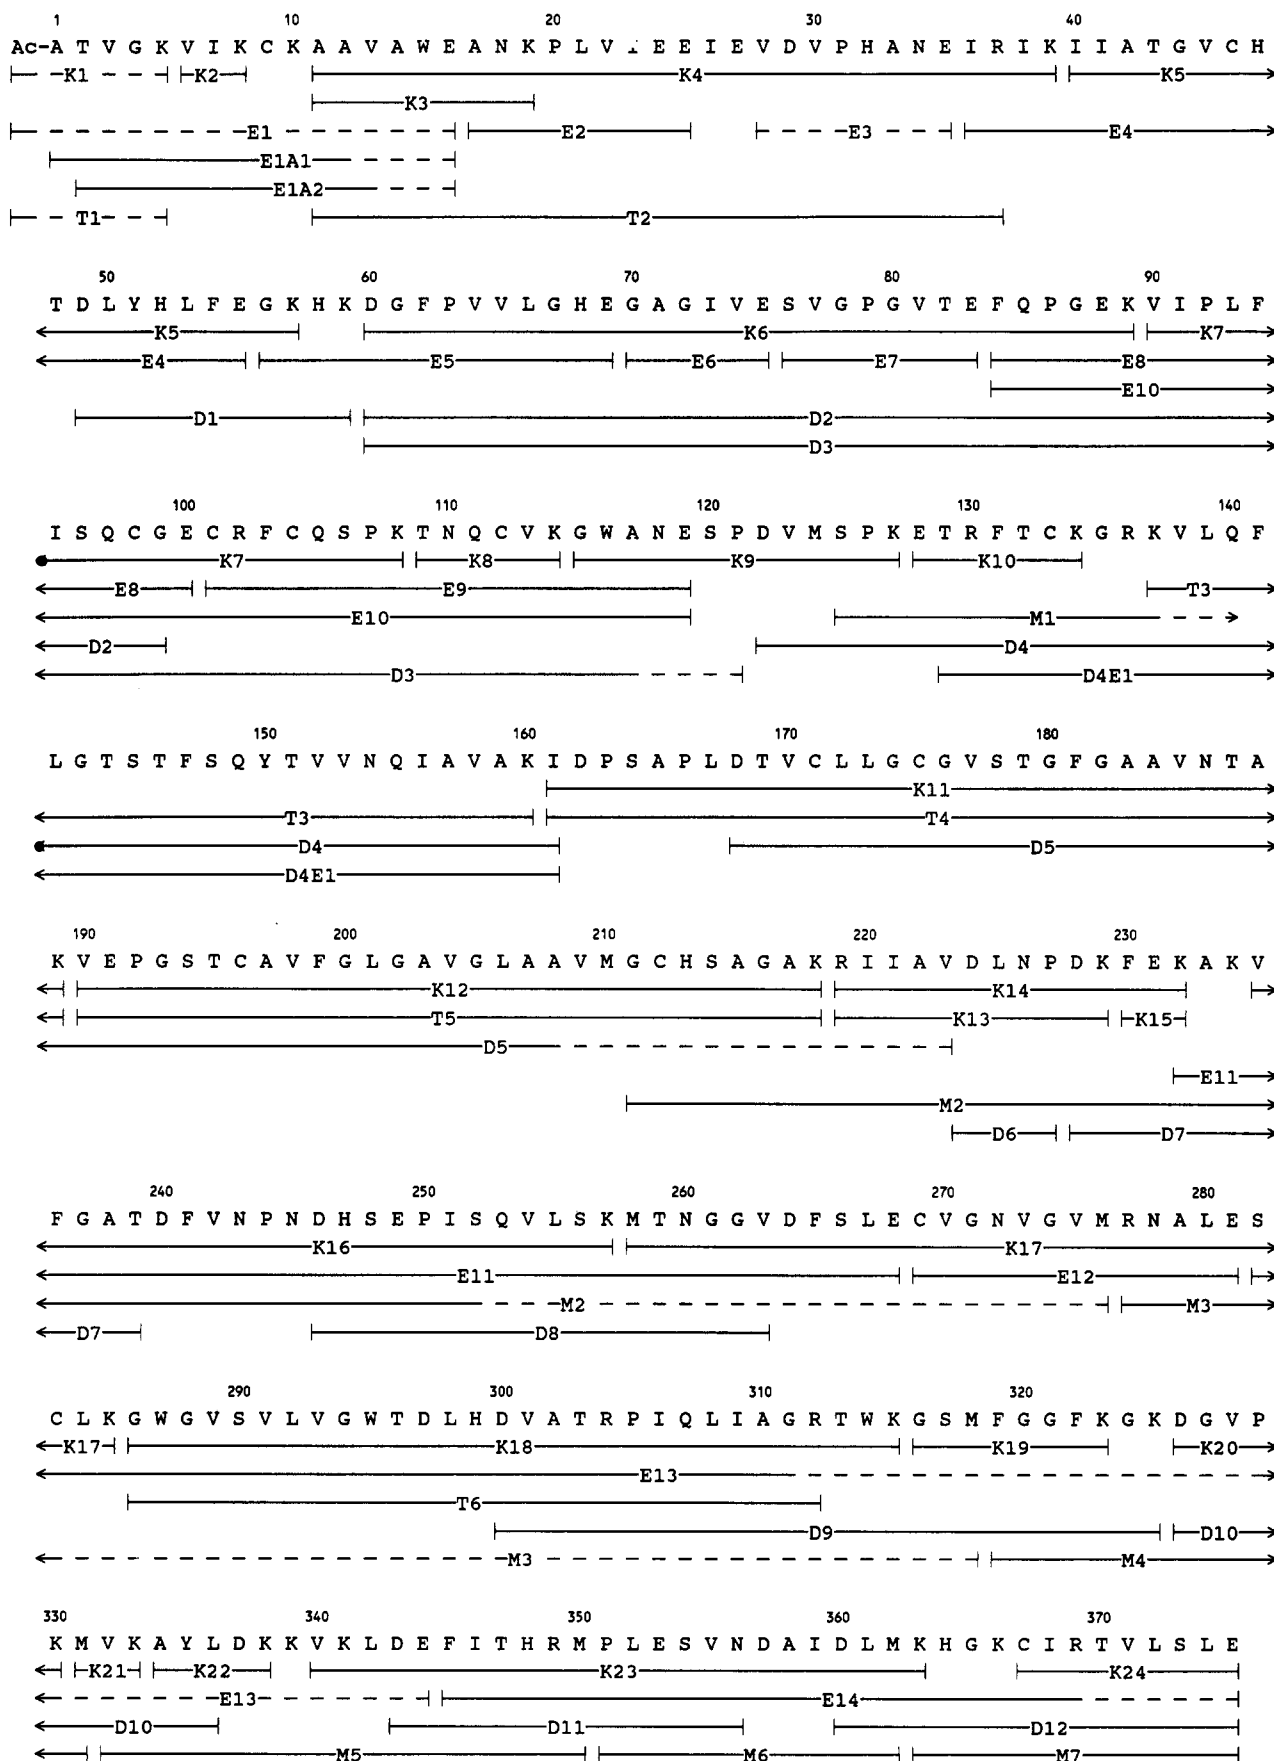 1 10 20 30 40
Ac-A T V G K V I K C K A A V A W E A N K P L V I E E I E V D V P H A N E I R I K I I A T G V C H
K1 K2 K4 K5
K3
E1 E2 E3 E4
E1A1
E1A2
T1 T2
50 60 70 80 90
T D L Y H L F E G K H K D G F P V V L G H E G A G I V E S V G P G V T E F Q P G E K V I P L F
K5 K6 K7
E4 E5 E6 E7 E8
E10
D1 D2
D3
100 110 120 130 140
I S Q C G E C R F C Q S P K T N Q C V K G W A N E S P D V M S P K E T R F T C K G R K V L Q F
K7 K8 K9 K10
E8 E9 T3
E10 M1
D2 D4
D3 D4E1
150 160 170 180
L G T S T F S Q Y T V V N Q I A V A K I D P S A P L D T V C L L G C G V S T G F G A A V N T A
K11
T3 T4
D4 D5
D4E1
190 200 210 220 230
K V E P G S T C A V F G L G A V G L A A V M G C H S A G A K R I I A V D L N P D K F E K A K V
K12 K14
T5 K13 K15
D5
E11
M2
D6 D7
240 250 260 270 280
F G A T D F V N P N D H S E P I S Q V L S K M T N G G V D F S L E C V G N V G V M R N A L E S
K16 K17
E11 E12
M2 M3
D7 D8
290 300 310 320
C L K G W G V S V L V G W T D L H D V A T R P I Q L I A G R T W K G S M F G G F K G K D G V P
K17 K18 K19 K20
E13
T6
D9 D10
M3 M4
330 340 350 360 370
K M V K A Y L D K K V K L D E F I T H R M P L E S V N D A I D L M K H G K C I R T V L S L E
K21 K22 K23 K24
E13 E14
D10 D11 D12
M5 M6 M7